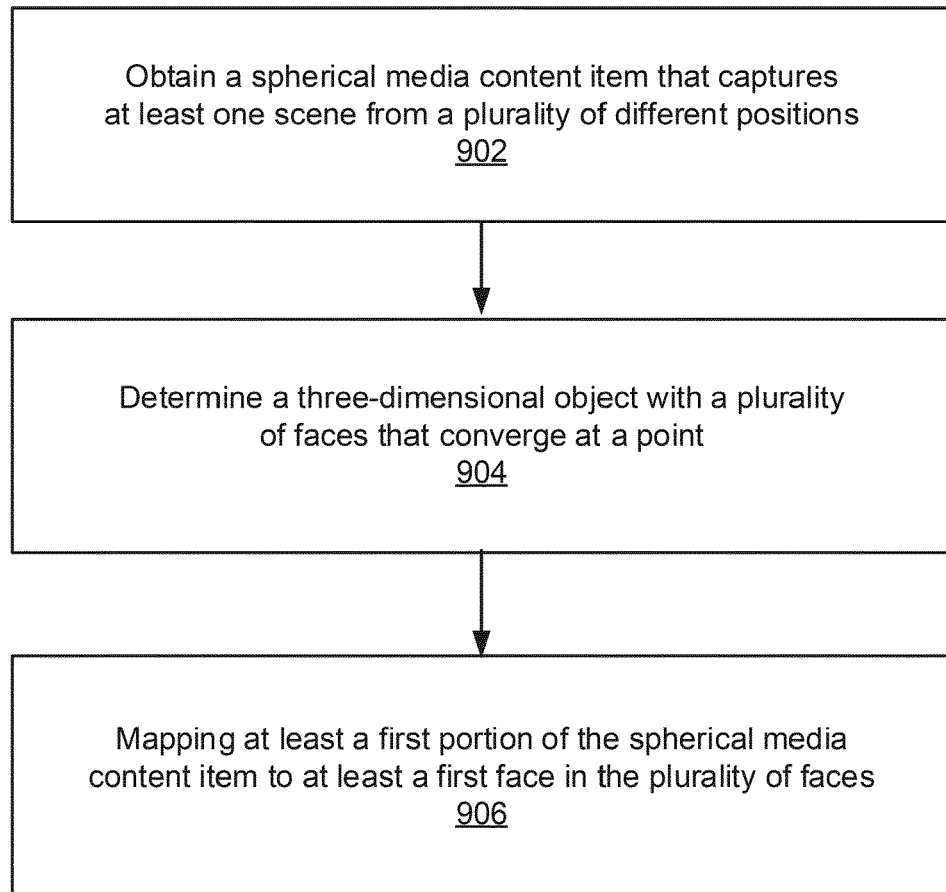 Obtain a spherical media content item that captures
at least one scene from a plurality of different positions
902
Determine a three-dimensional object with a plurality
of faces that converge at a point
904
Mapping at least a first portion of the spherical media
content item to at least a first face in the plurality of faces
906